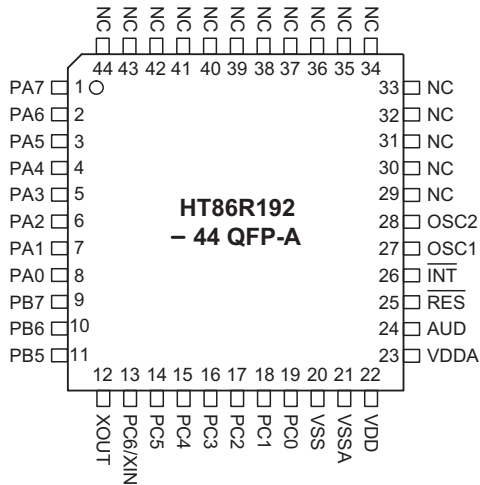 NC NC NC NC NC NC NC NC NC NC NC
44 43 42 41 40 39 38 37 36 35 34
PA7 1 33 NC
PA6 2 32 NC
PA5 3 31 NC
PA4 4 30 NC
PA3 5 29 NC
HT86R192
– 44 QFP-A
PA2 6 28 OSC2
PA1 7 27 OSC1
PA0 8 26 INT
PB7 9 25 RES
PB6 10 24 AUD
PB5 11 23 VDDA
12 13 14 15 16 17 18 19 20 21 22
XOUT PC6/XIN PC5 PC4 PC3 PC2 PC1 PC0 VSS VSSA VDD